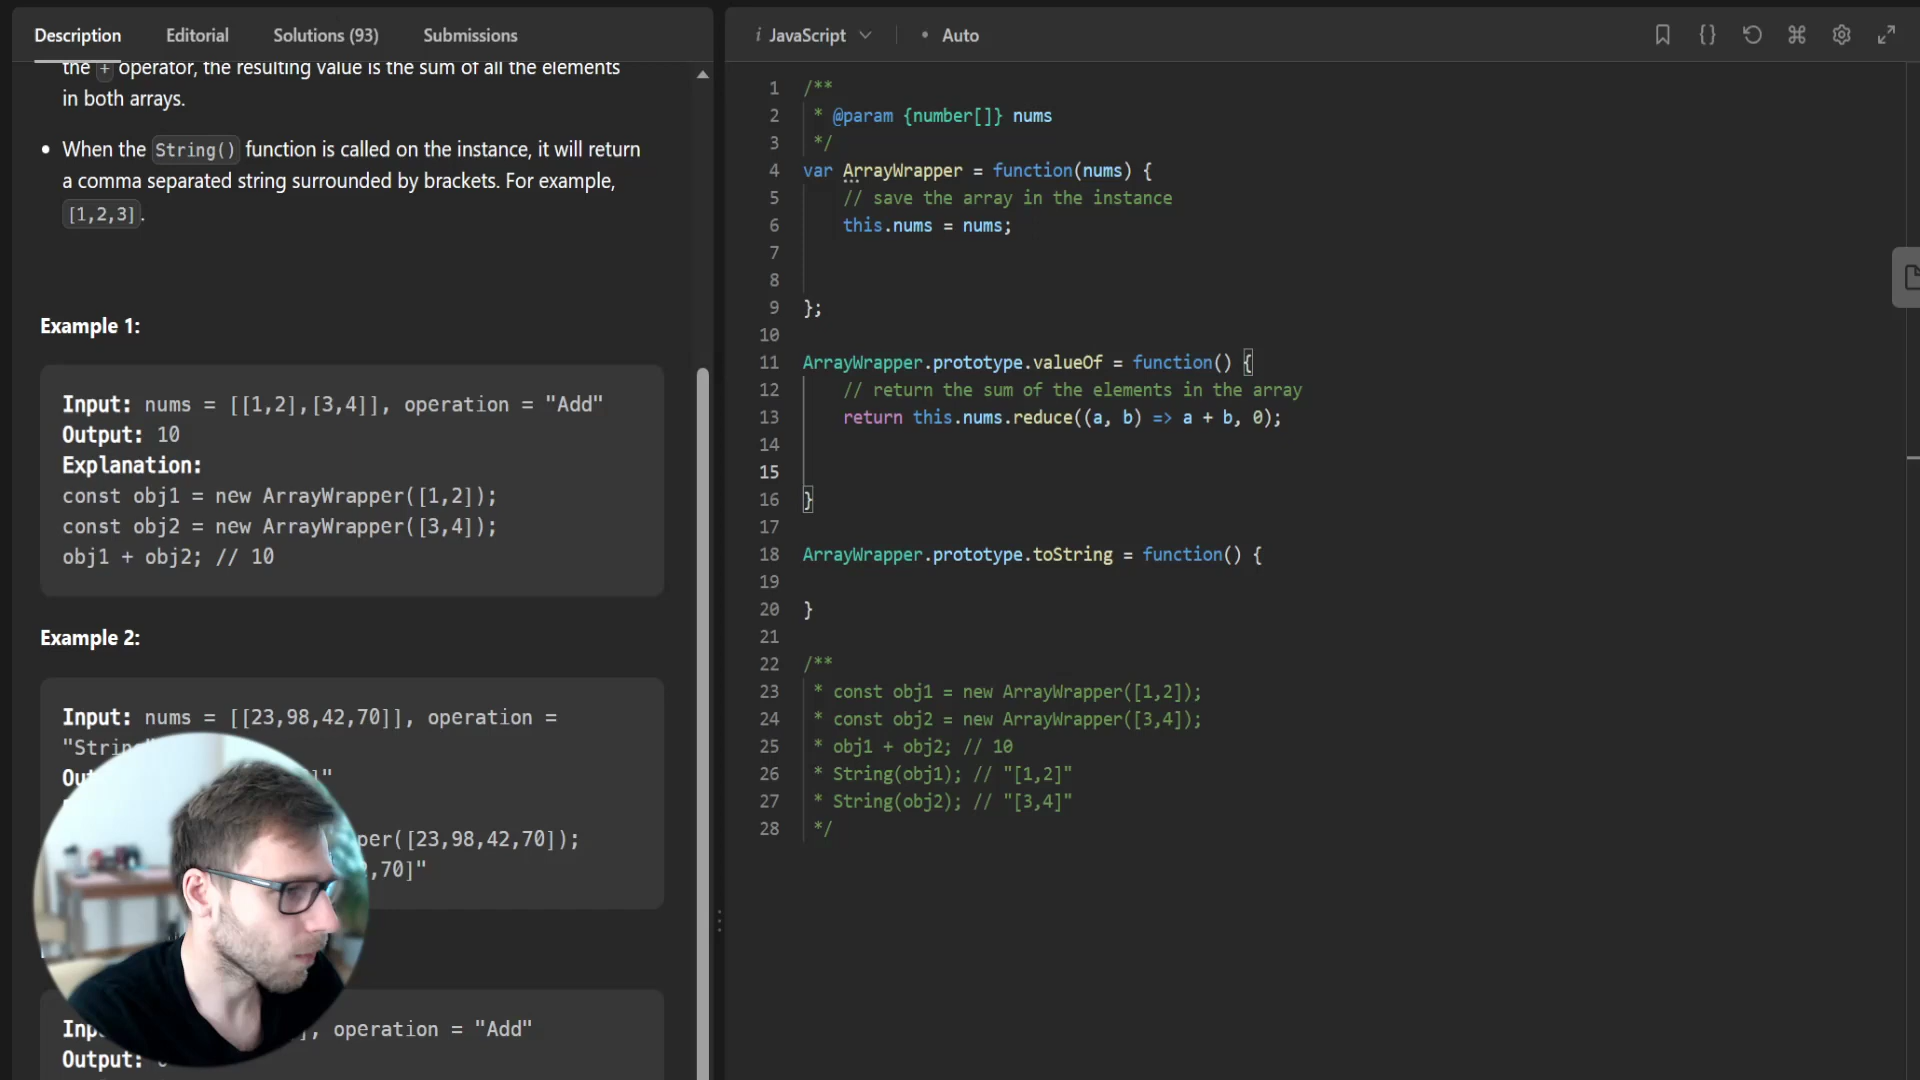 Description Editorial Solutions (93) Submissions
the + operator, the resulting value is the sum of all the elements
in both arrays.
• When the String() function is called on the instance, it will return
a comma separated string surrounded by brackets. For example,
[1,2,3].
Example 1:
Input: nums = [[1,2],[3,4]], operation = "Add"
Output: 10
Explanation:
const obj1 = new ArrayWrapper([1,2]);
const obj2 = new ArrayWrapper([3,4]);
obj1 + obj2; // 10
Example 2:
Input: nums = [[23,98,42,70]], operation =
"String"
([23,98,42,70]);
,70]"
, operation = "Add"
Output:
i JavaScript • Auto
1 /**
2 * @param {number[]} nums
3 */
4 var ArrayWrapper = function(nums) {
5 // save the array in the instance
6 this.nums = nums;
7
8
9 };
10
11 ArrayWrapper.prototype.valueOf = function() {
12 // return the sum of the elements in the array
13 return this.nums.reduce((a, b) => a + b, 0);
14
15
16 }
17
18 ArrayWrapper.prototype.toString = function() {
19
20 }
21
22 /**
23 * const obj1 = new ArrayWrapper([1,2]);
24 * const obj2 = new ArrayWrapper([3,4]);
25 * obj1 + obj2; // 10
26 * String(obj1); // "[1,2]"
27 * String(obj2); // "[3,4]"
28 */